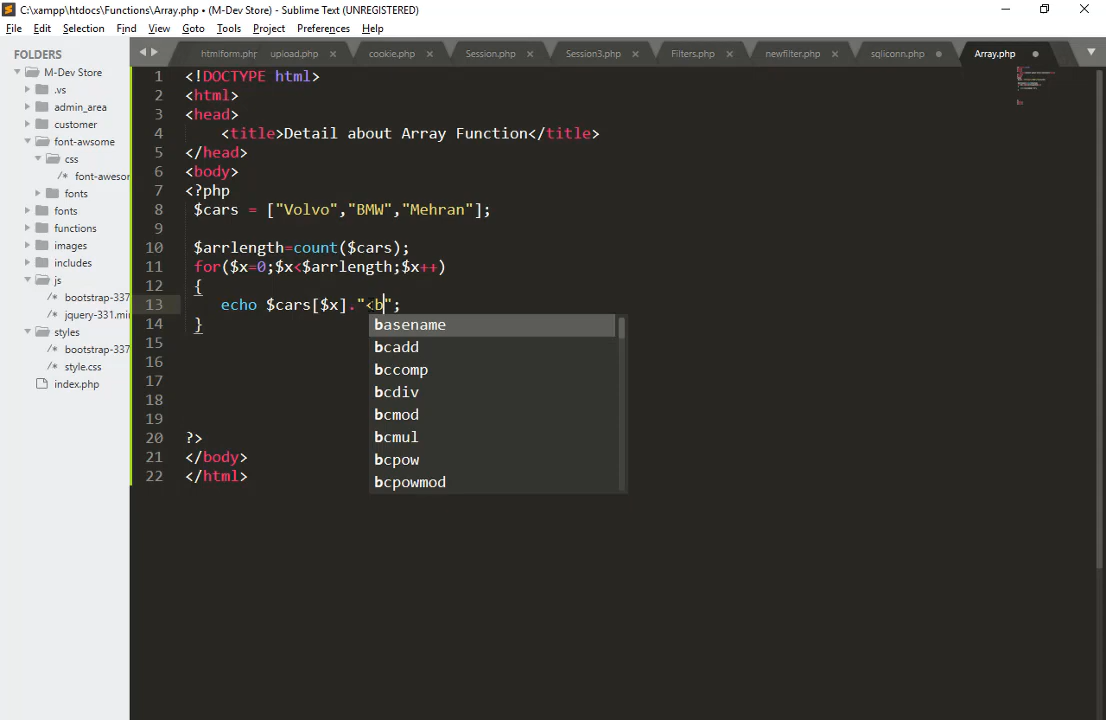 C:\xampp\htdocs\Functions\Array.php • (M-Dev Store) - Sublime Text (UNREGISTERED)
File Edit Selection Find View Goto Tools Project Preferences Help
FOLDERS
M-Dev Store
.vs
admin_area
customer
font-awsome
css
/* font-awesor
fonts
fonts
functions
images
includes
js
/* bootstrap-337
/* jquery-331.mi
styles
/* bootstrap-337
/* style.css
index.php
htmlform.php upload.php cookie.php Session.php Session3.php Filters.php newfilter.php sqliconn.php Array.php
1 <!DOCTYPE html>
2 <html>
3 <head>
4 <title>Detail about Array Function</title>
5 </head>
6 <body>
7 <?php
8 $cars = ["Volvo","BMW","Mehran"];
9
10 $arrlength=count($cars);
11 for($x=0;$x<$arrlength;$x++)
12 {
13 echo $cars[$x]."<b";
14 }
15
16
17
18
19
20 ?>
21 </body>
22 </html>
basename
bcadd
bccomp
bcdiv
bcmod
bcmul
bcpow
bcpowmod